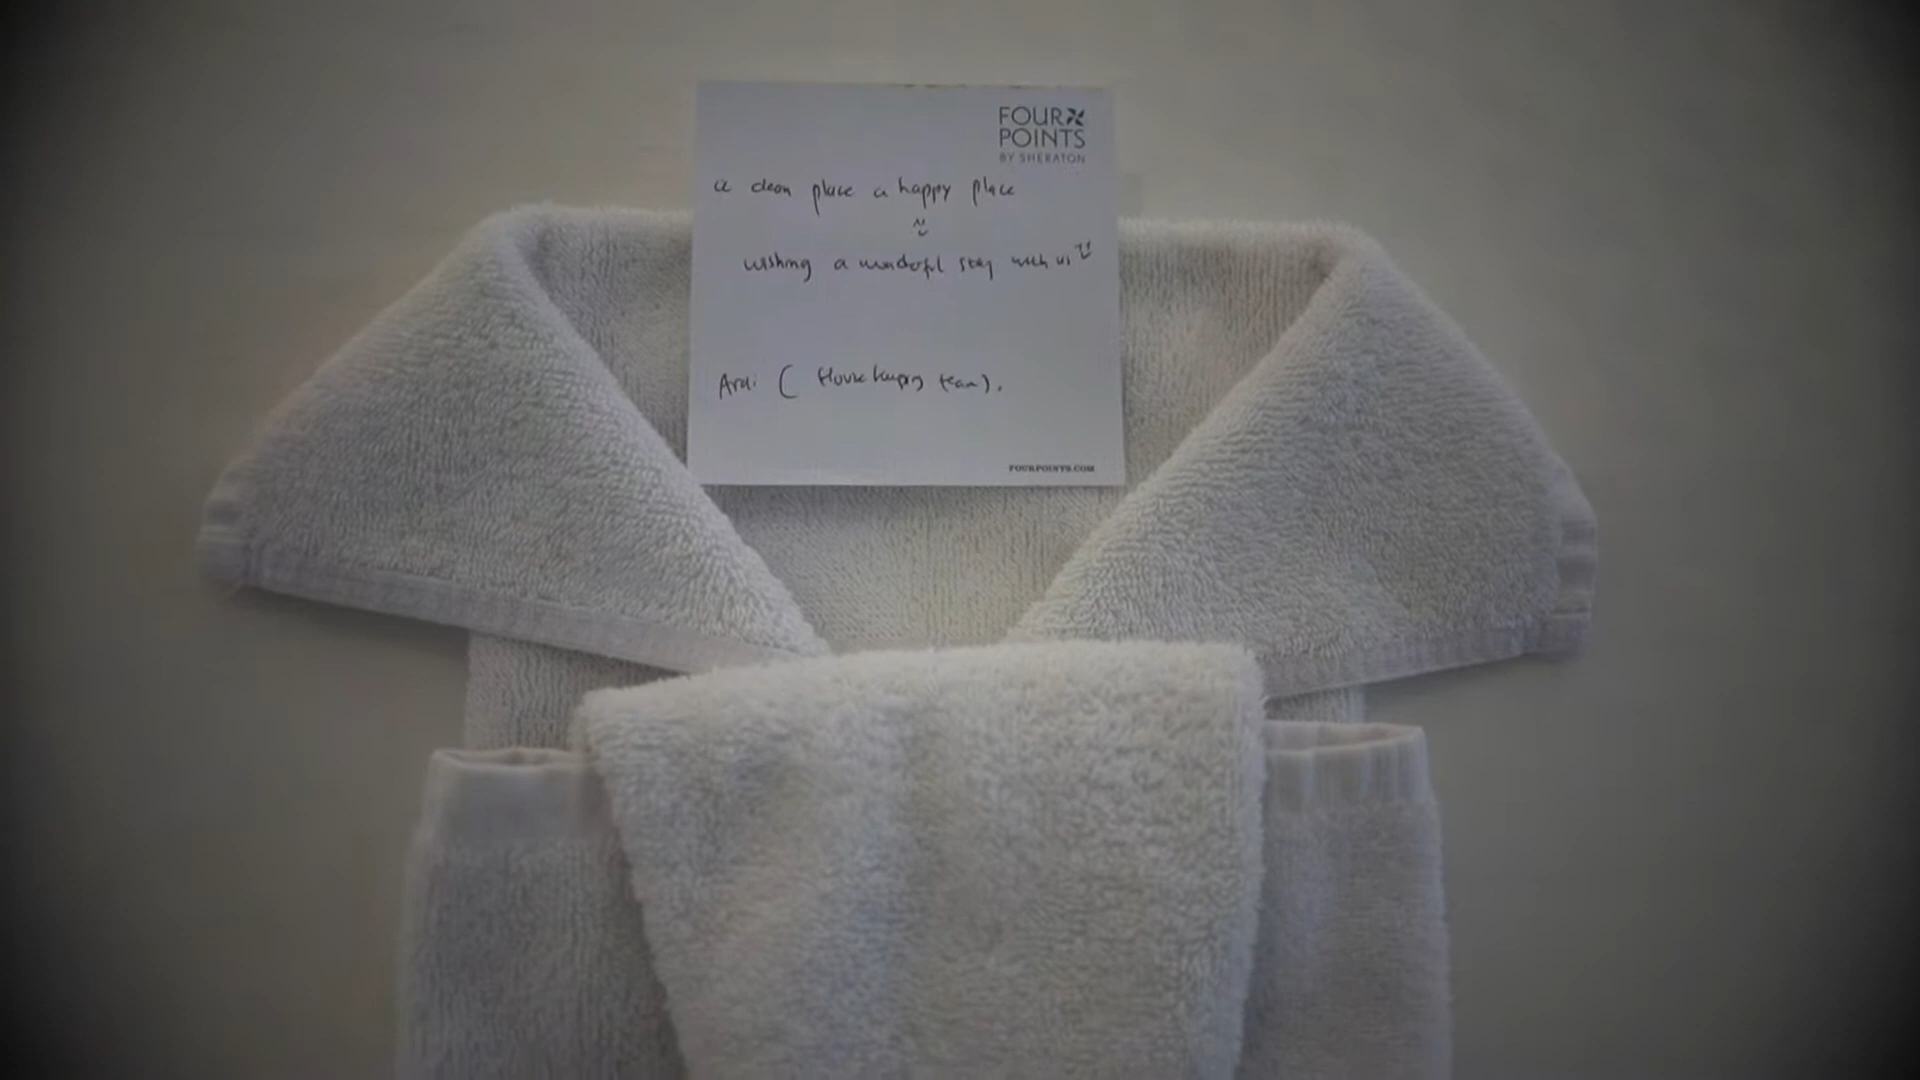 FOUR
POINTS
BY SHERATON
a clean place a happy place
wishing a wonderful stay with us
(Housekeeping team).
FOURPOINTS.COM